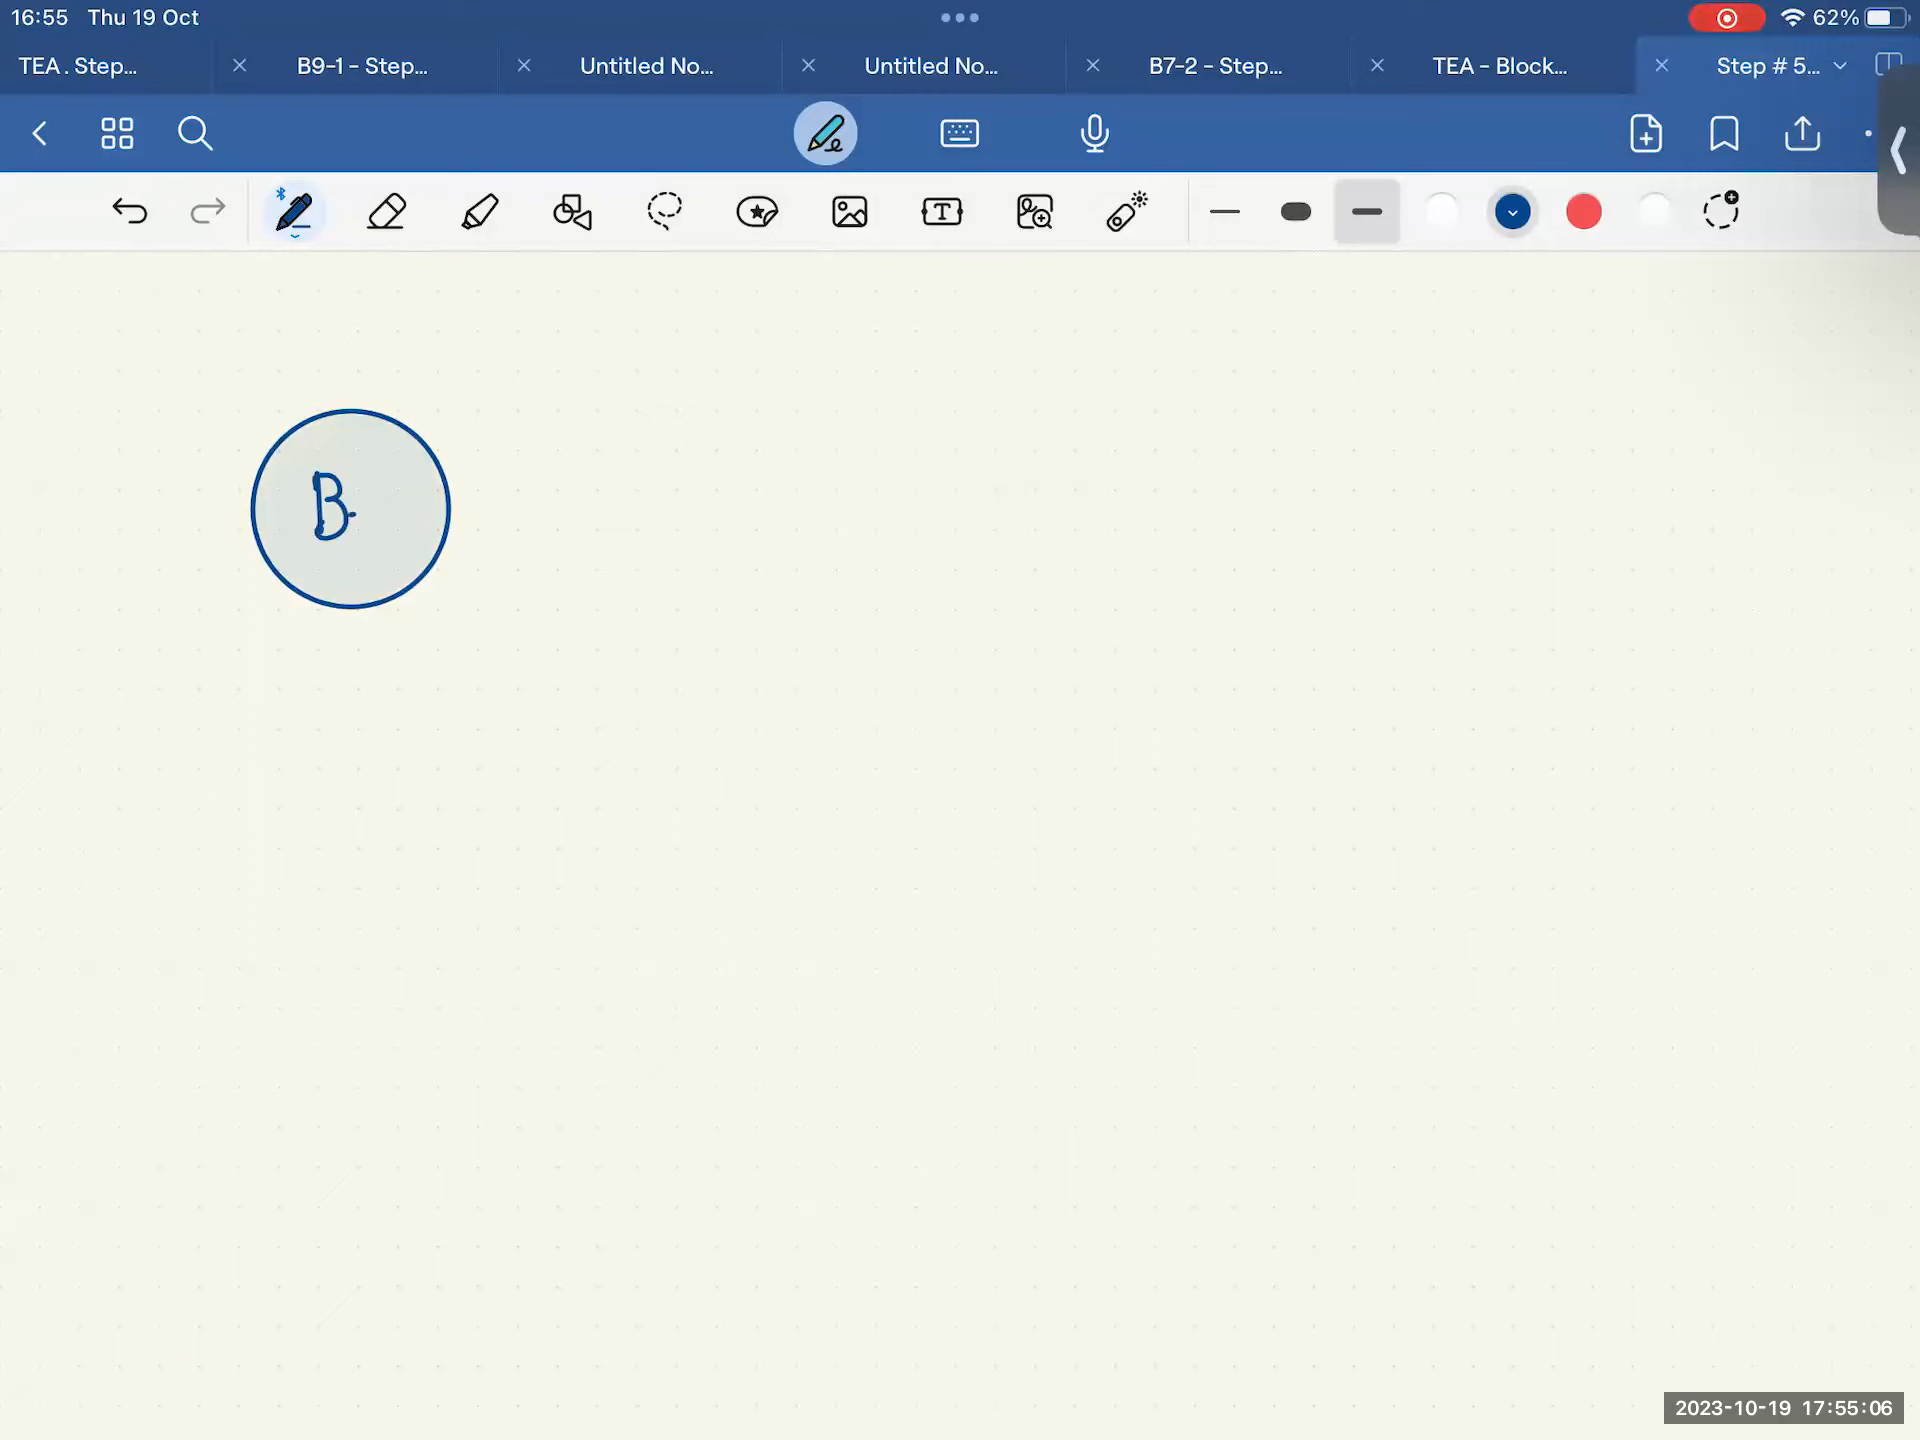 16:55 Thu 19 Oct
62%
TEA . Step...
B9-1 - Step...
Untitled No...
Untitled No...
B7-2 - Step...
TEA - Block...
Step # 5...
T
B
2023-10-19 17:55:06